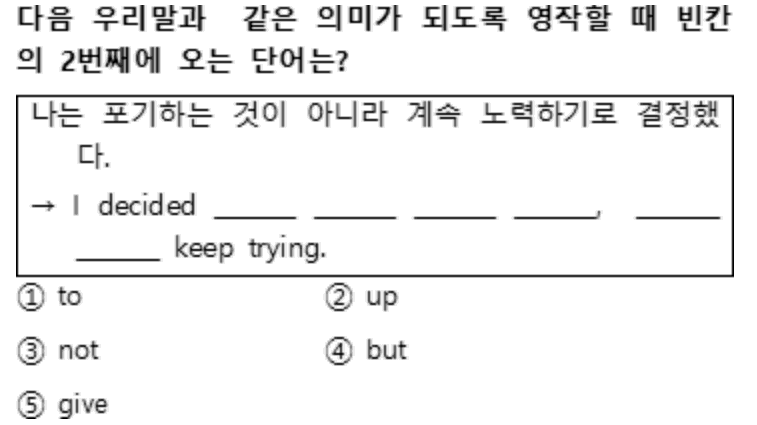 다음 우리말과 같은 의미가 되도록 영작할 때 빈칸
의 2번째에 오는 단어는?
나는 포기하는 것이 아니라 계속 노력하기로 결정했
다.
→ I decided ______ ______ ______ ______, ______
______ keep trying.
① to ② up
③ not ④ but
⑤ give